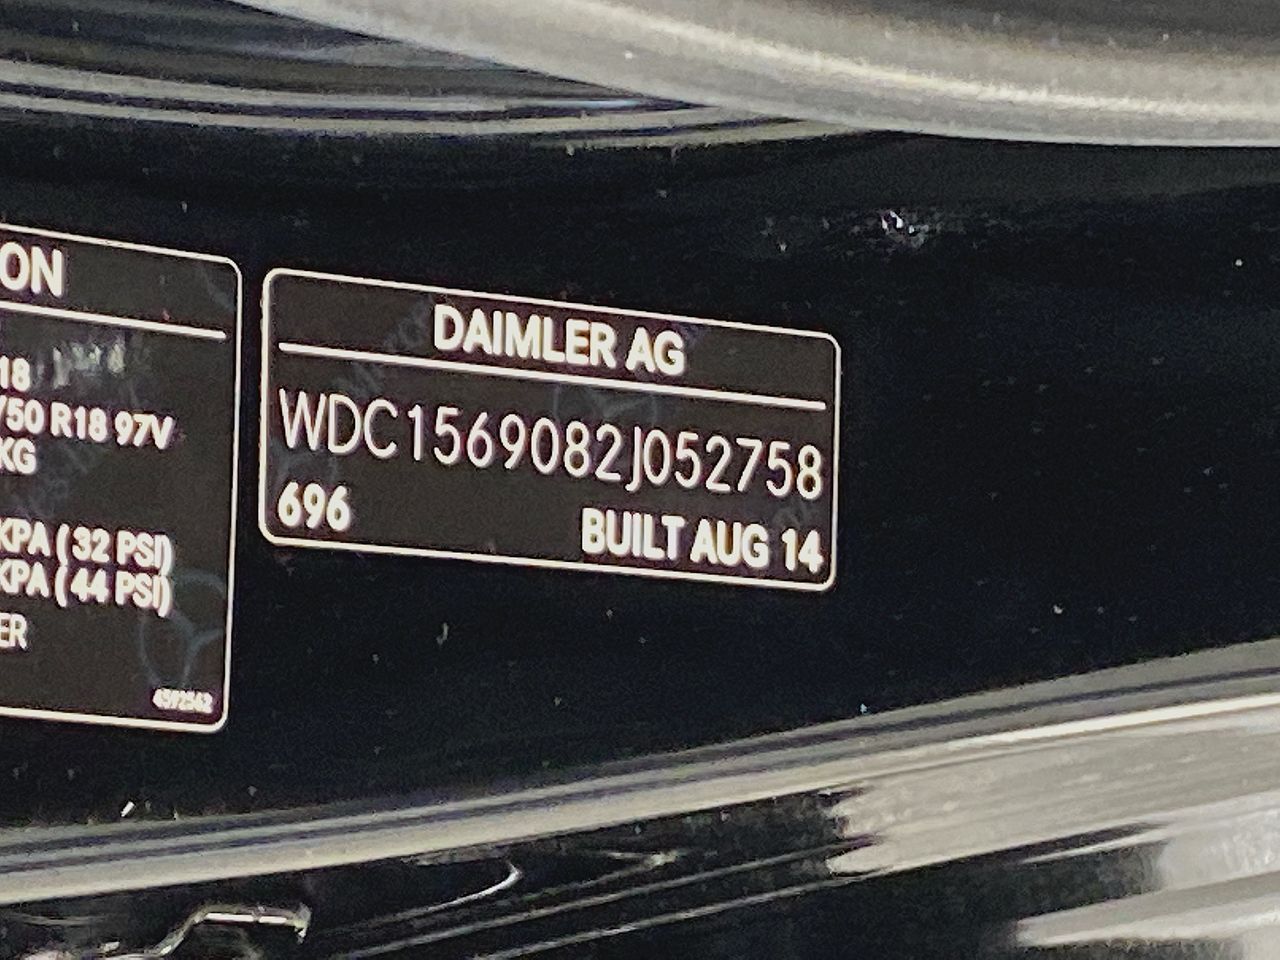 ON
18
/50 R18 97V
KG
KPA ( 32 PSI)
KPA ( 44 PSI)
ER
4592562
DAIMLER AG
WDC1569082J052758
696
BUILT AUG 14